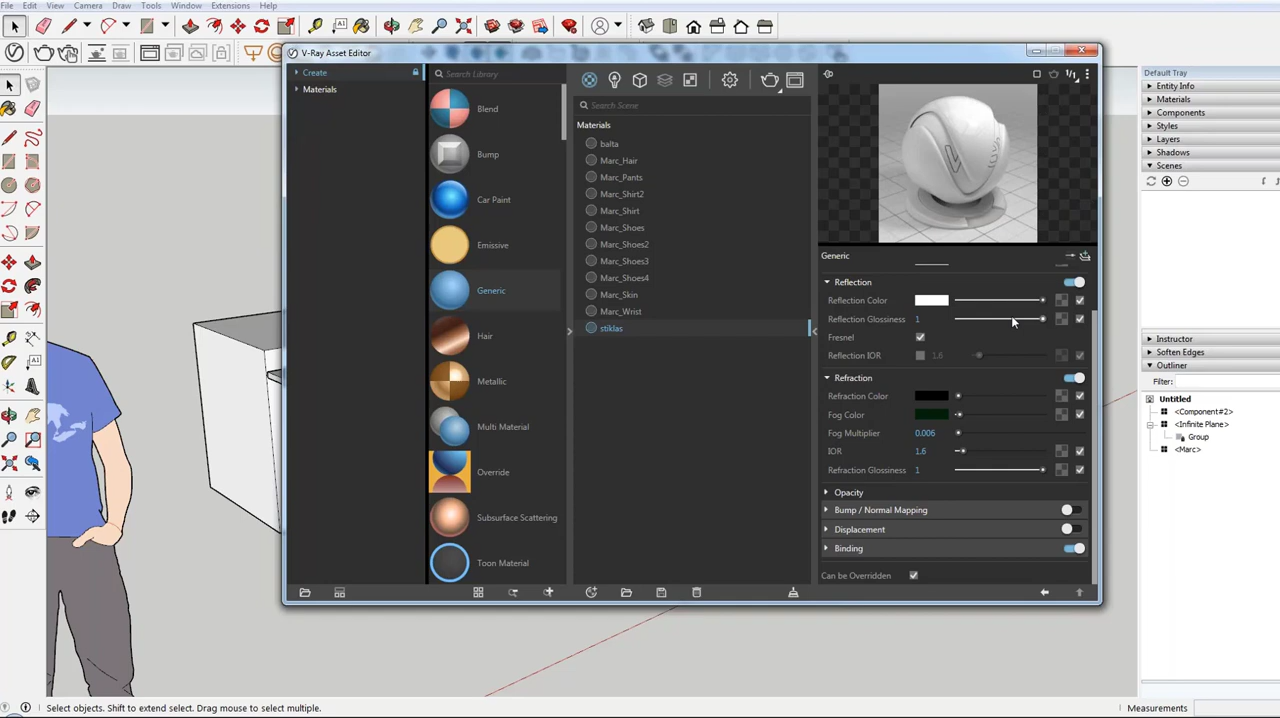 File Edit View Camera Draw Tools Window Extensions Help
V-Ray Asset Editor
Create
Materials
Search Library
Blend
Bump
Car Paint
Emissive
Generic
Hair
Metallic
Multi Material
Override
Subsurface Scattering
Toon Material
Search Scene
Materials
balta
Marc_Hair
Marc_Pants
Marc_Shirt2
Marc_Shirt
Marc_Shoes
Marc_Shoes2
Marc_Shoes3
Marc_Shoes4
Marc_Skin
Marc_Wrist
stiklas
Generic
Reflection
Reflection Color
Reflection Glossiness 1
Fresnel
Reflection IOR 1.6
Refraction
Refraction Color
Fog Color
Fog Multiplier 0.006
IOR 1.6
Refraction Glossiness 1
Opacity
Bump / Normal Mapping
Displacement
Binding
Can be Overridden
Default Tray
Entity Info
Materials
Components
Styles
Layers
Shadows
Scenes
Instructor
Soften Edges
Outliner
Filter:
Untitled
<Component#2>
<Infinite Plane>
Group
<Marc>
Select objects. Shift to extend select. Drag mouse to select multiple.
Measurements